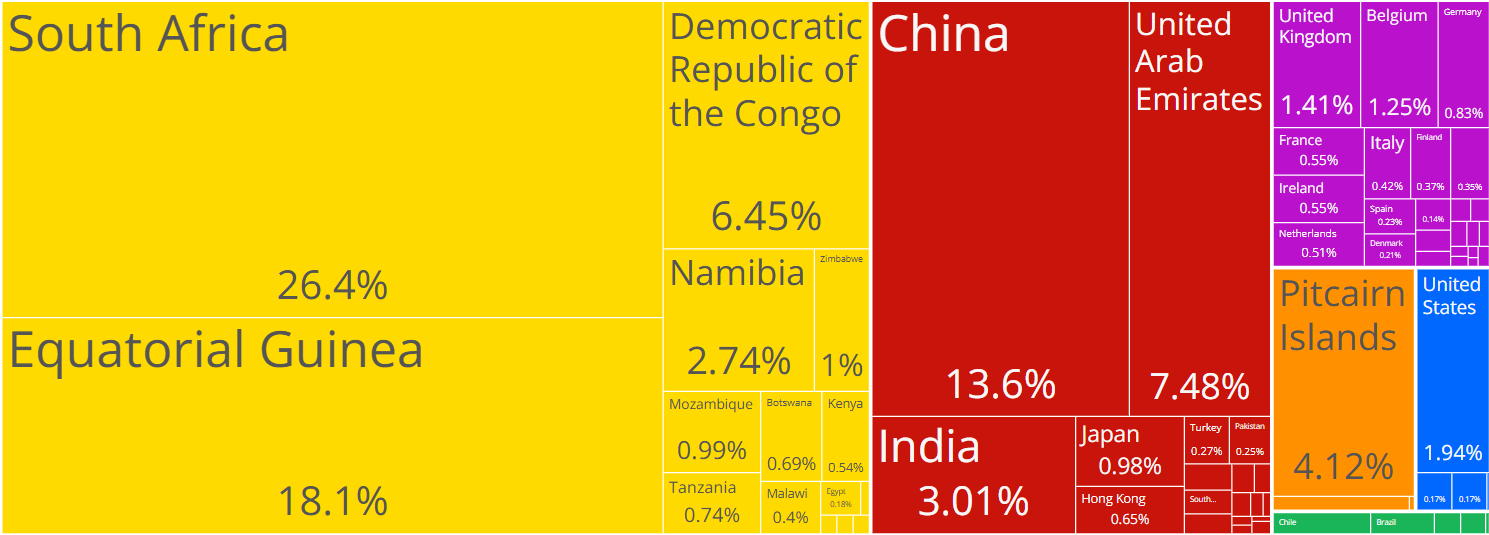 South Africa
26.4%
Equatorial Guinea
18.1%
Democratic
Republic of
the Congo
6.45%
Namibia
2.74%
Zimbabwe
1%
Mozambique
0.99%
Botswana
0.69%
Kenya
0.54%
Tanzania
0.74%
Malawi
0.4%
Egypt
0.18%
China
13.6%
United
Arab
Emirates
7.48%
India
3.01%
Japan
0.98%
Hong Kong
0.65%
Turkey
0.27%
Pakistan
0.25%
South...
United
Kingdom
1.41%
Belgium
1.25%
Germany
0.83%
France
0.55%
Ireland
0.55%
Netherlands
0.51%
Italy
0.42%
Finland
0.37%
0.35%
Spain
0.23%
0.14%
Denmark
0.21%
Pitcairn
Islands
4.12%
United
States
1.94%
0.17%
0.17%
Chile
Brazil